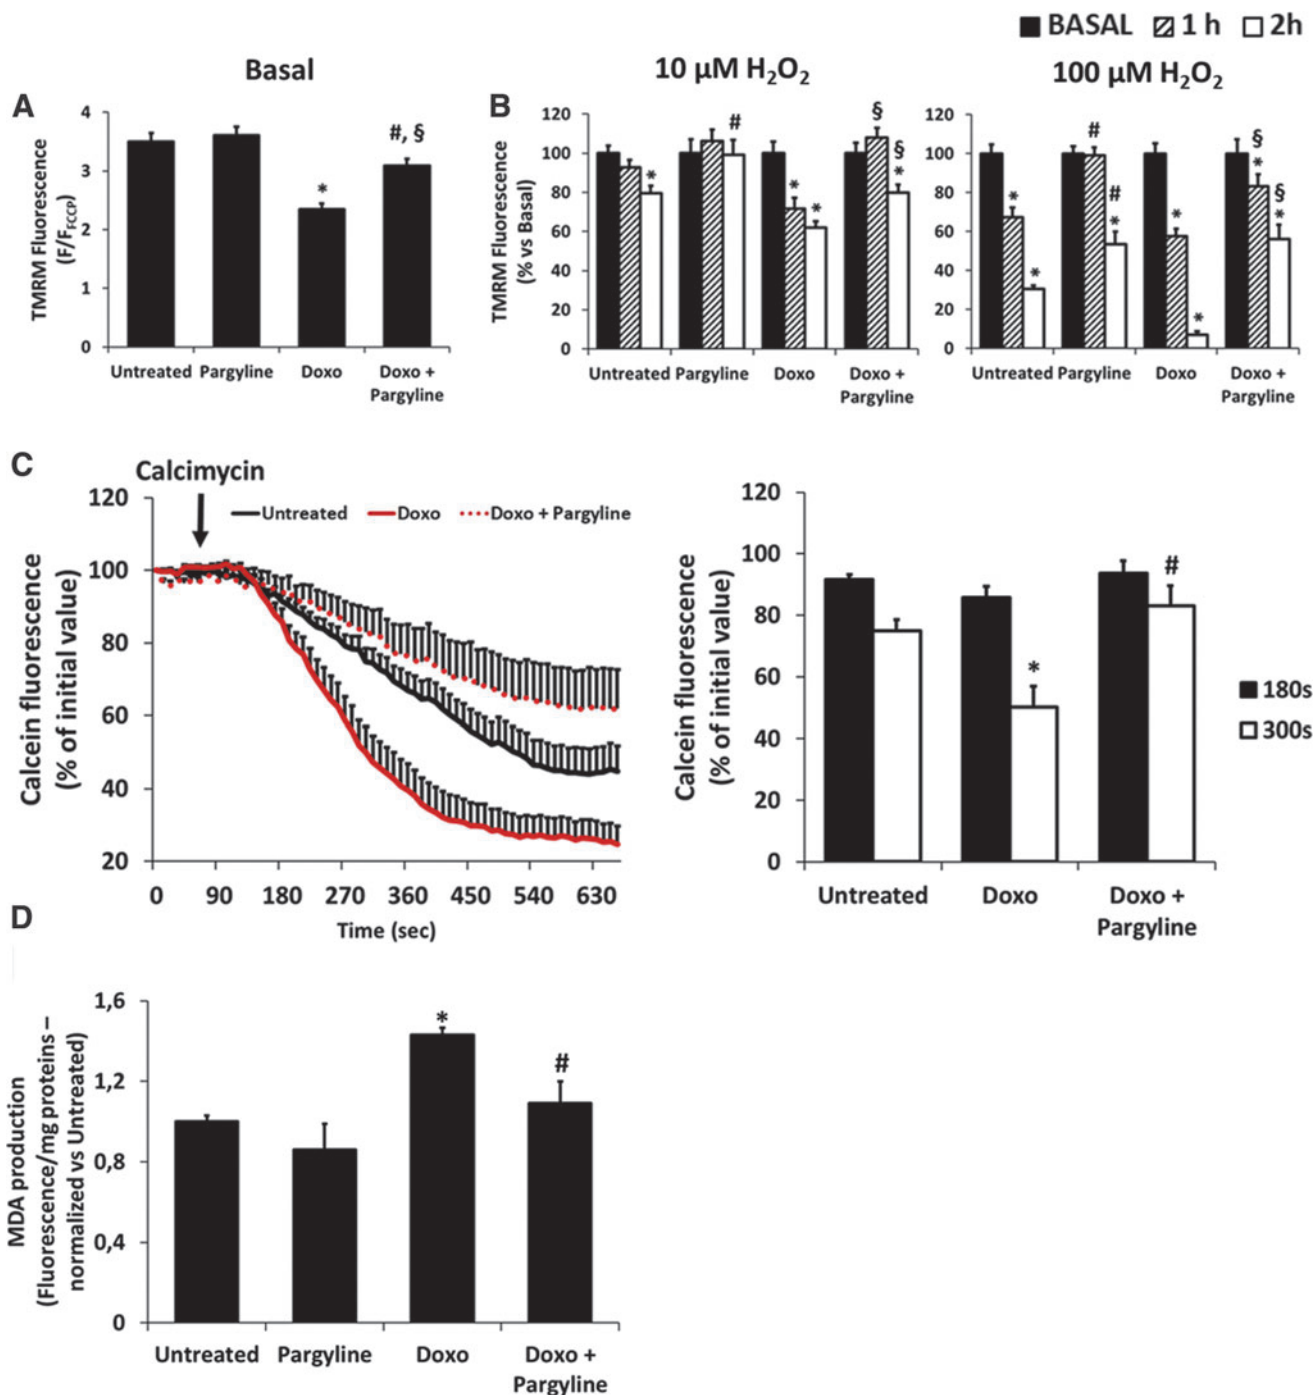 BASAL 1 h 2h
Basal
10 µM H₂O₂
100 µM H₂O₂
A
4
3
2
1
0
TMRM Fluorescence
(F/F_FCCP)
*
#, §
Untreated Pargyline Doxo Doxo +
Pargyline
B
120
100
80
60
40
20
0
TMRM Fluorescence
(% vs Basal)
*
#
*
*
§
§
*
Untreated Pargyline Doxo Doxo +
Pargyline
120
100
80
60
40
20
0
*
*
#
#
*
*
*
§
*
§
*
Untreated Pargyline Doxo Doxo +
Pargyline
C
Calcimycin
Untreated Doxo Doxo + Pargyline
120
100
80
60
40
20
Calcein fluorescence
(% of initial value)
0 90 180 270 360 450 540 630
Time (sec)
120
100
80
60
40
20
0
Calcein fluorescence
(% of initial value)
*
#
180s
300s
Untreated Doxo Doxo +
Pargyline
D
1,6
1,2
0,8
0,4
0
MDA production
(Fluorescence/mg proteins –
normalized vs Untreated)
*
#
Untreated Pargyline Doxo Doxo +
Pargyline